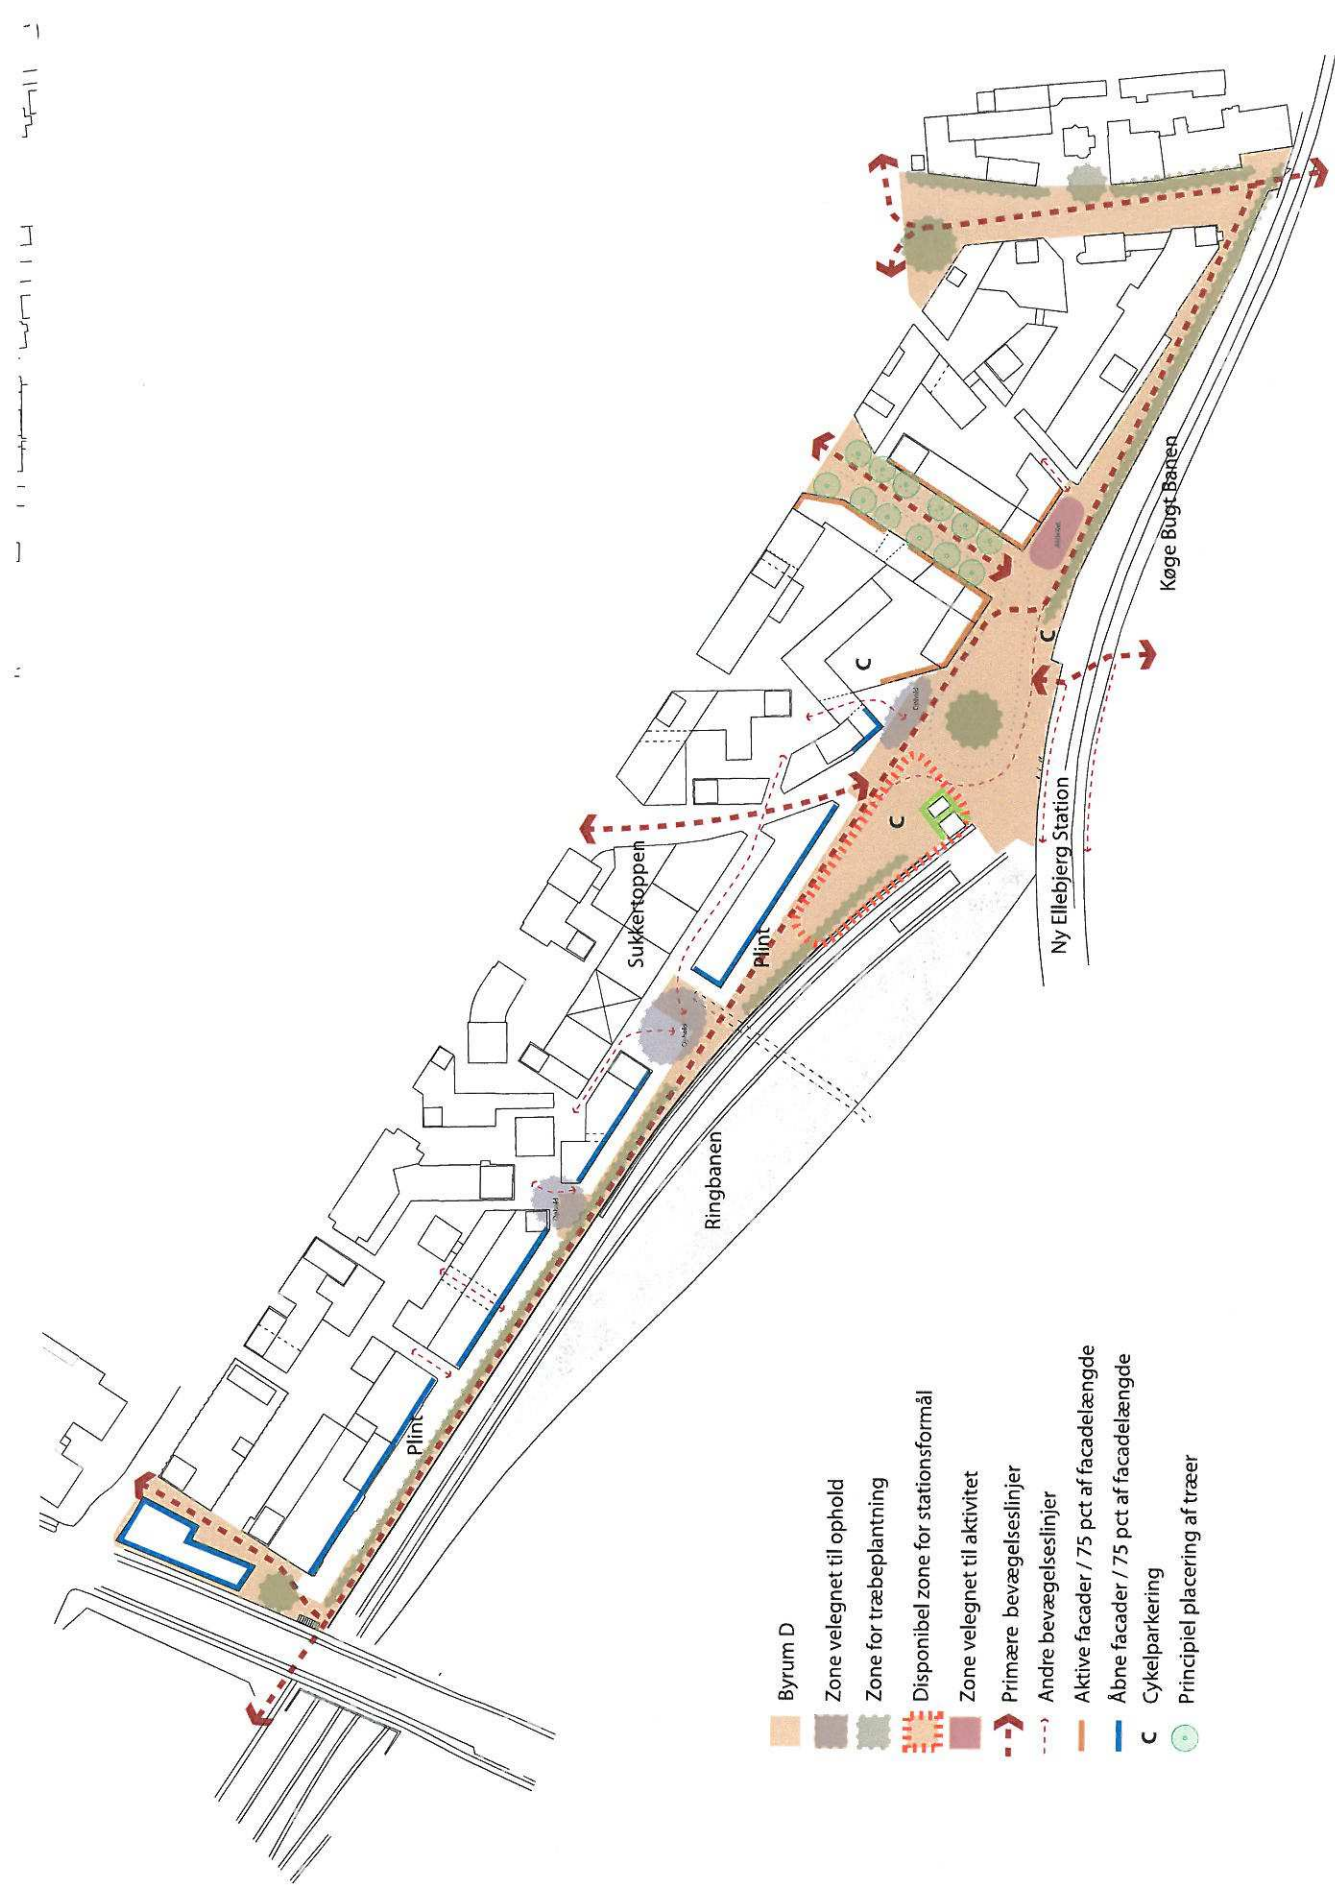 Plint
Sukkertoppen
Plint
Ringbanen
Ny Ellebjerg Station
Køge Bugt Banen
C
C
C
Ophold
Ophold
Byrum D
Zone velegnet til ophold
Zone for træbeplantning
Disponibel zone for stationsformål
Zone velegnet til aktivitet
Primære bevægelseslinjer
Andre bevægelseslinjer
Aktive facader / 75 pct af facadelængde
Åbne facader / 75 pct af facadelængde
C Cykelparkering
Principiel placering af træer